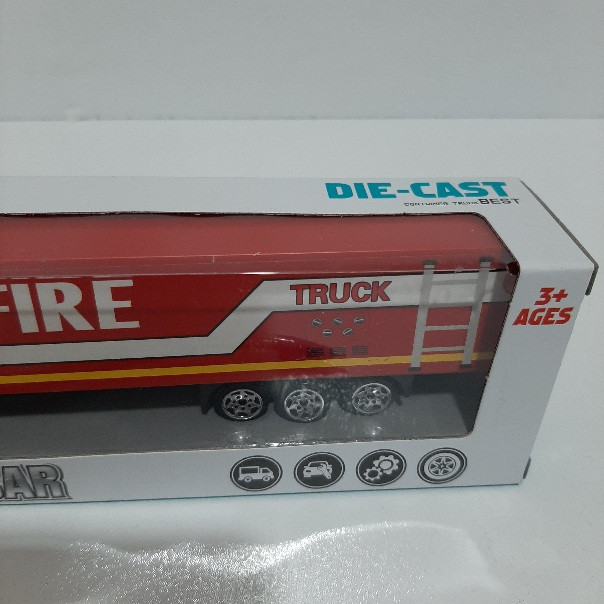 DIE-CAST
CONTAINER TRUCK BEST
FIRE
TRUCK
3+
AGES